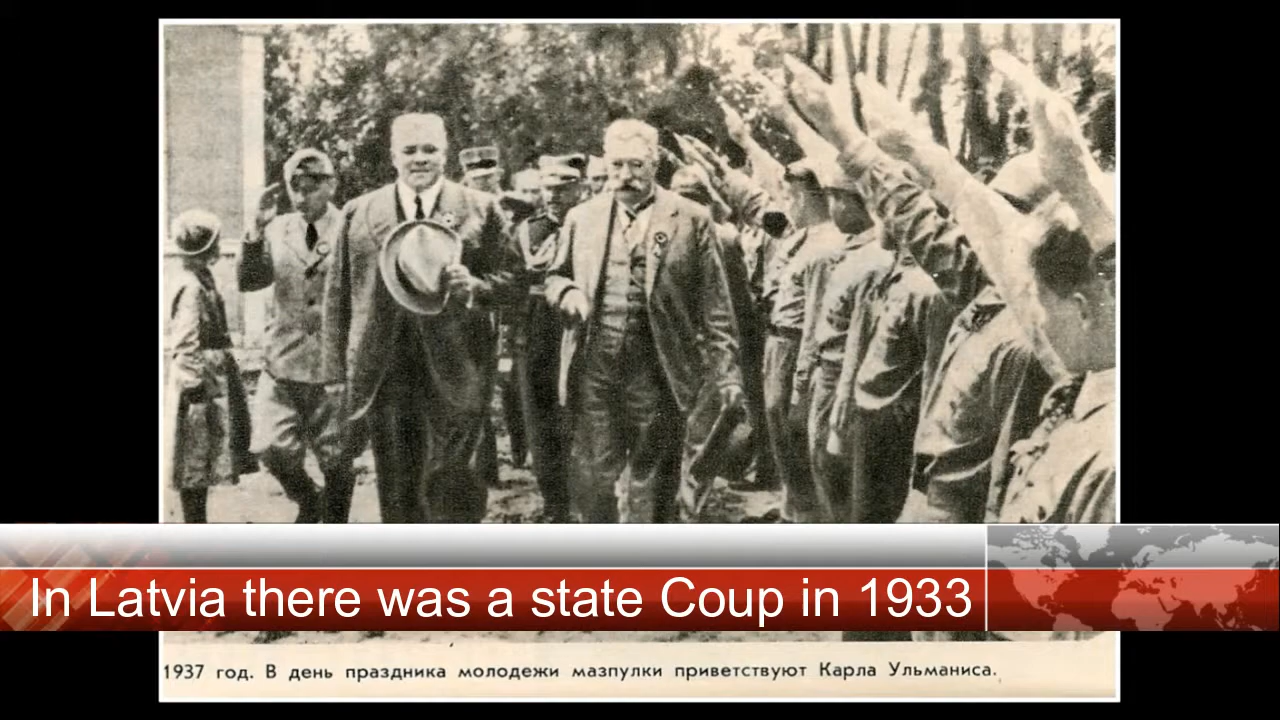 In Latvia there was a state Coup in 1933
1937 год. В день праздника молодежи мазпулки приветствуют Карла Ульманиса.